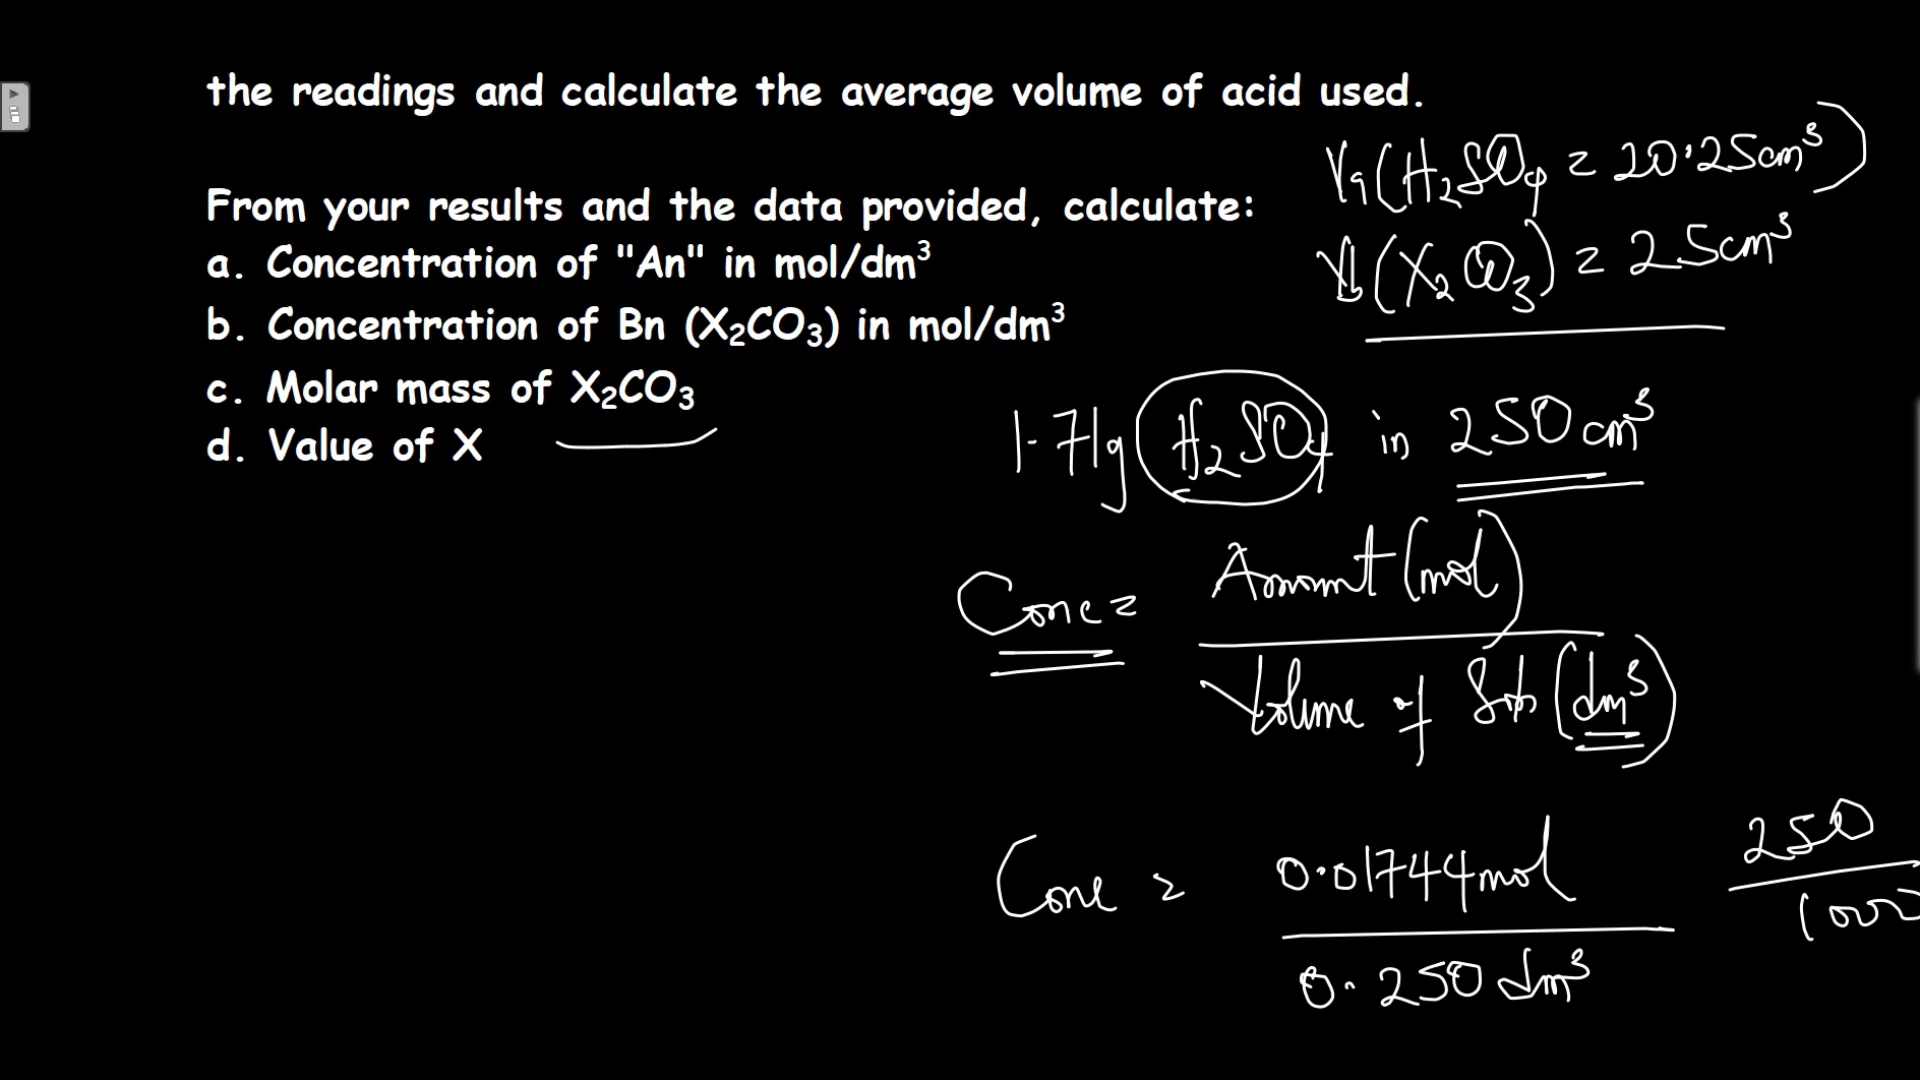 the readings and calculate the average volume of acid used.
Va(H₂SO₄ = 20.25cm³)
From your results and the data provided, calculate:
Vb(X₂CO₃) = 25cm³
a. Concentration of "An" in mol/dm³
b. Concentration of Bn (X₂CO₃) in mol/dm³
c. Molar mass of X₂CO₃
d. Value of X
1.71g H₂SO₄ in 250cm³
Conc = Amount (mol)
Volume of (dm³)
Conc = 0.01744mol
0.250dm³
250
1000